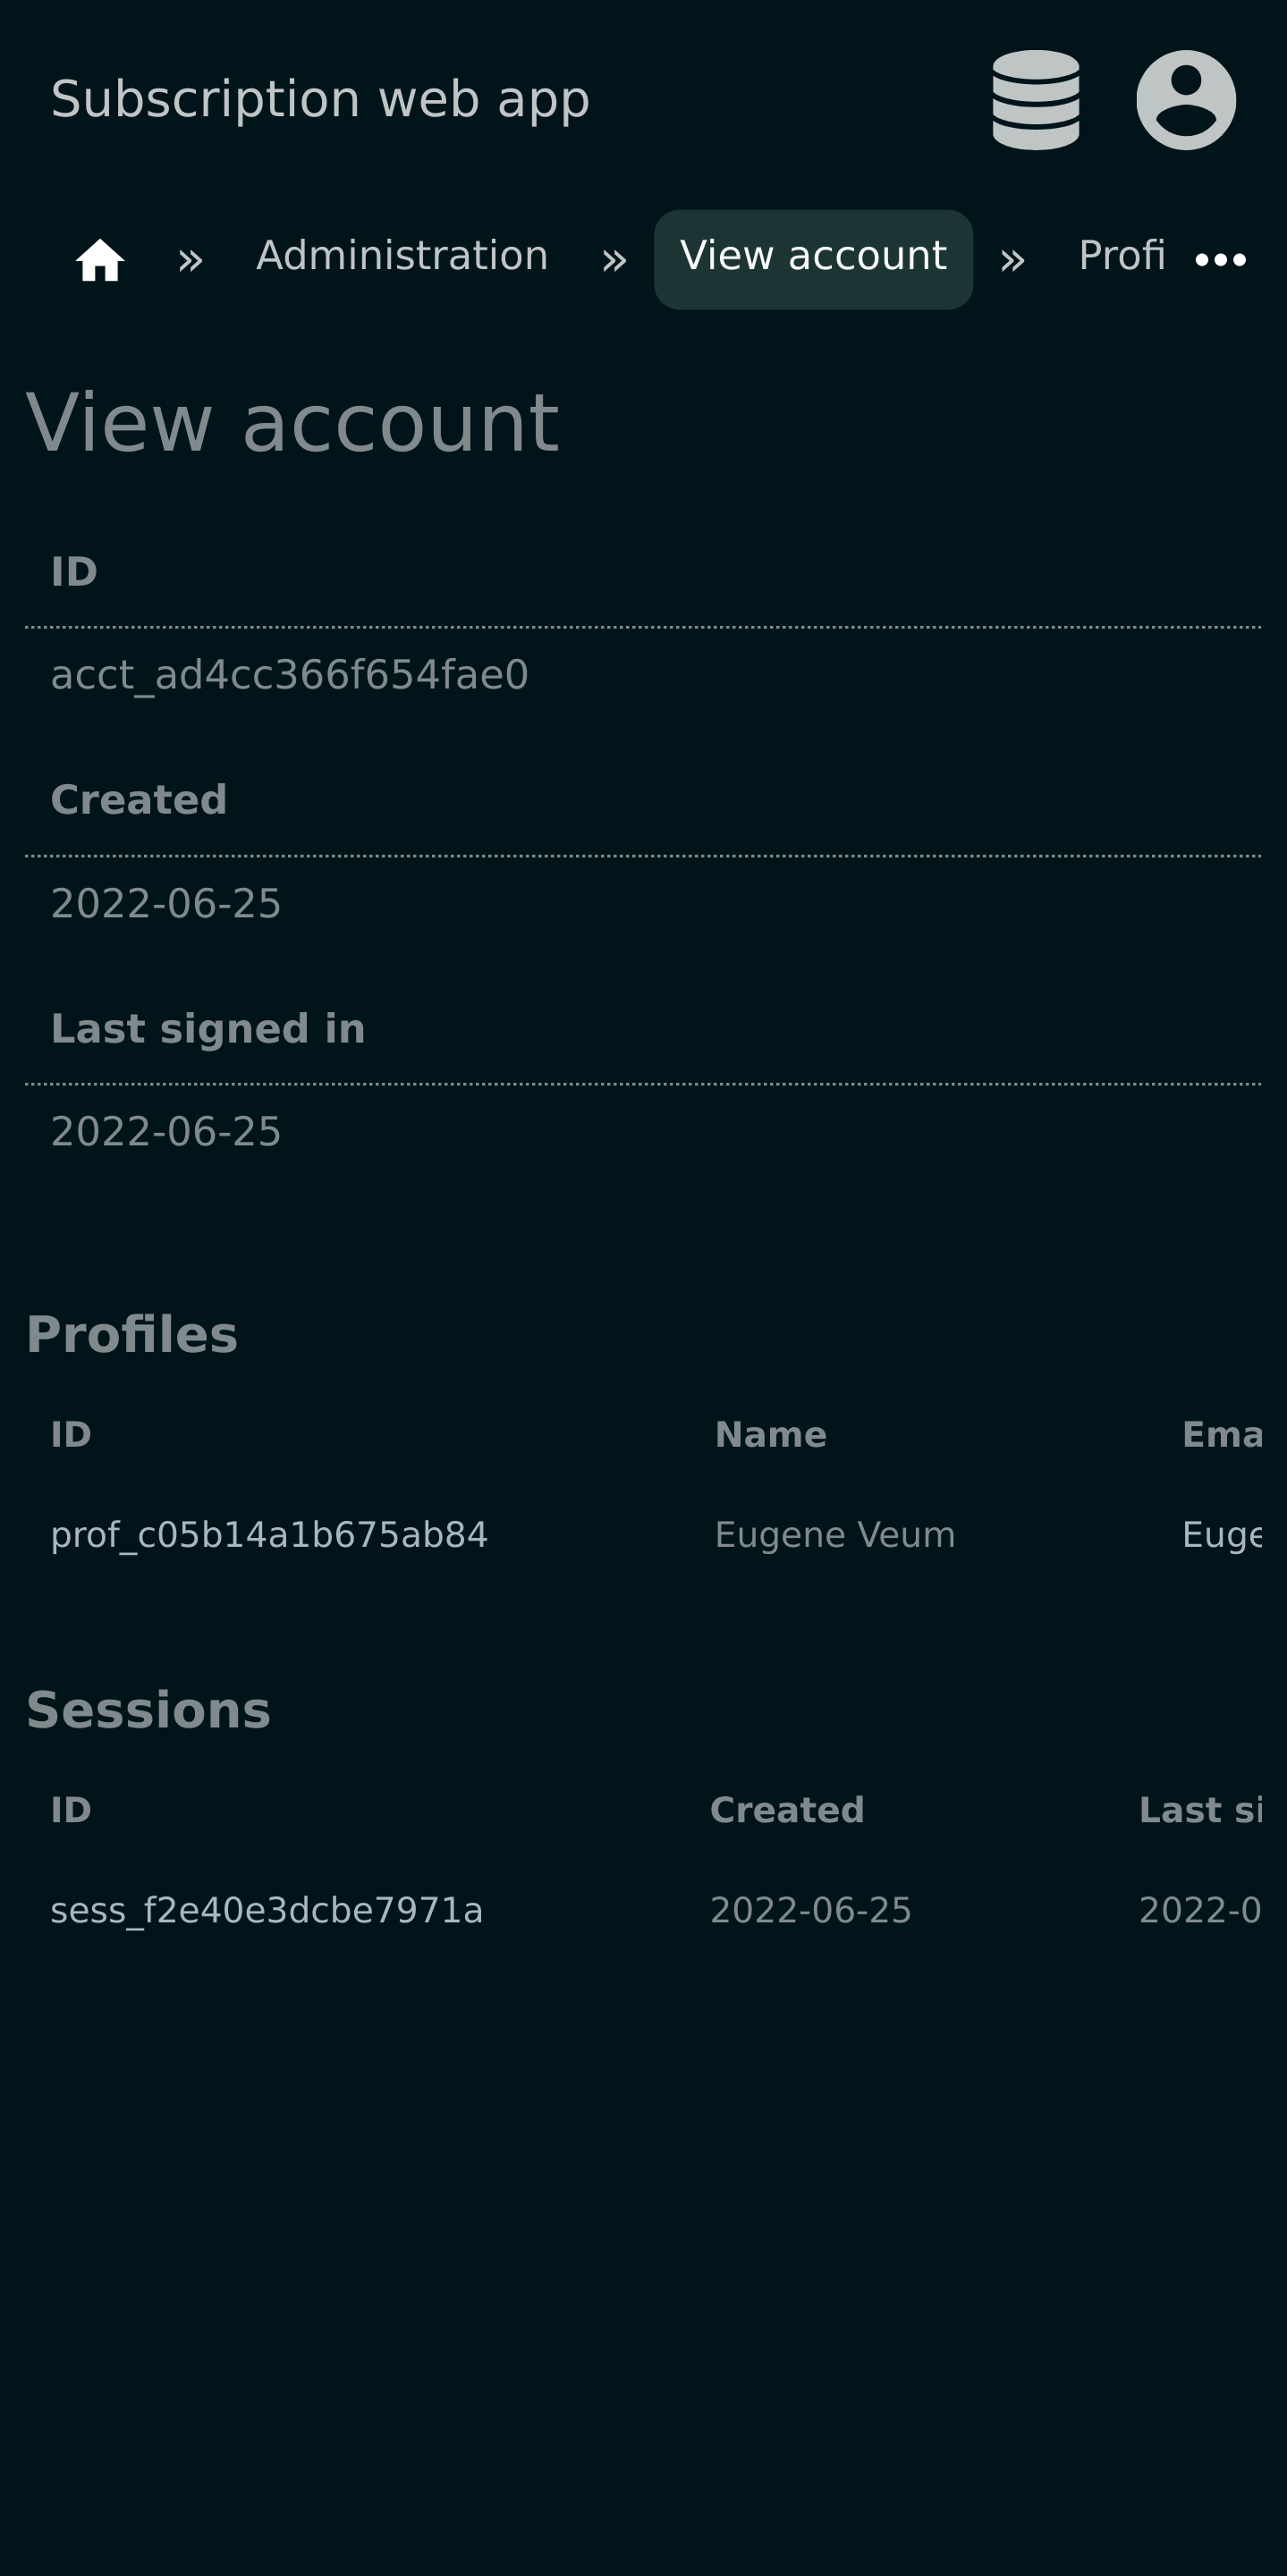 Subscription web app
» Administration » View account » Profi
View account
ID
acct_ad4cc366f654fae0
Created
2022-06-25
Last signed in
2022-06-25
Profiles
ID Name Ema
prof_c05b14a1b675ab84 Eugene Veum Euge
Sessions
ID Created Last si
sess_f2e40e3dcbe7971a 2022-06-25 2022-0